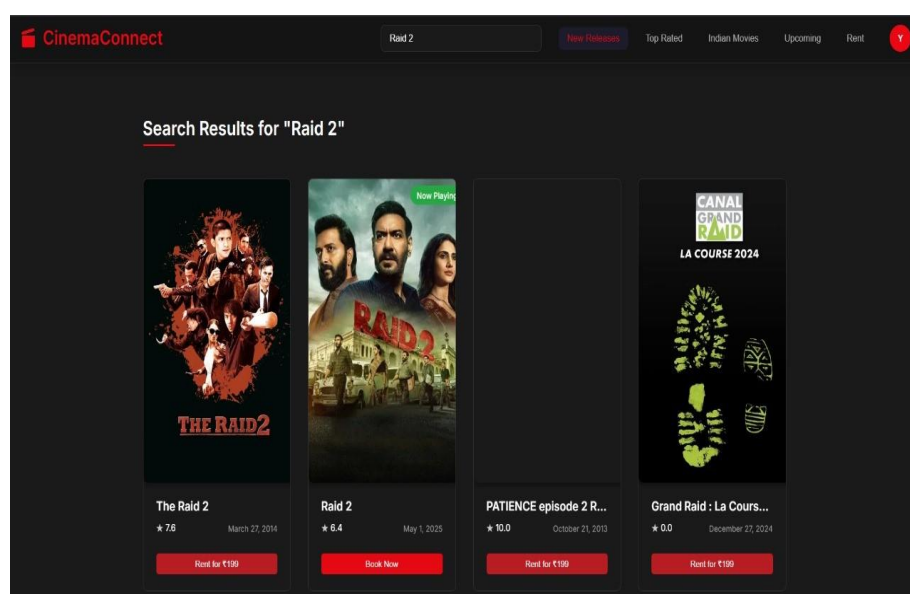 CinemaConnect
Raid 2
New Releases
Top Rated
Indian Movies
Upcoming
Rent
Y
Search Results for "Raid 2"
THE RAID2
Now Playing
RAID 2
CANAL
GRAND
RAID
LA COURSE 2024
The Raid 2
★ 7.6 March 27, 2014
Rent for ₹199
Raid 2
★ 6.4 May 1, 2025
Book Now
PATIENCE episode 2 R...
★ 10.0 October 21, 2013
Rent for ₹199
Grand Raid : La Cours...
★ 0.0 December 27, 2024
Rent for ₹199